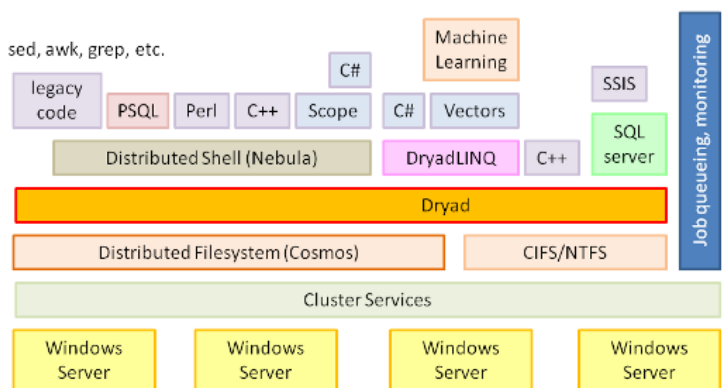 sed, awk, grep, etc.
Machine
Learning
C#
SSIS
legacy
code
PSQL
Perl
C++
Scope
C#
Vectors
SQL
server
Distributed Shell (Nebula)
DryadLINQ
C++
Job queueing, monitoring
Dryad
Distributed Filesystem (Cosmos)
CIFS/NTFS
Cluster Services
Windows
Server
Windows
Server
Windows
Server
Windows
Server